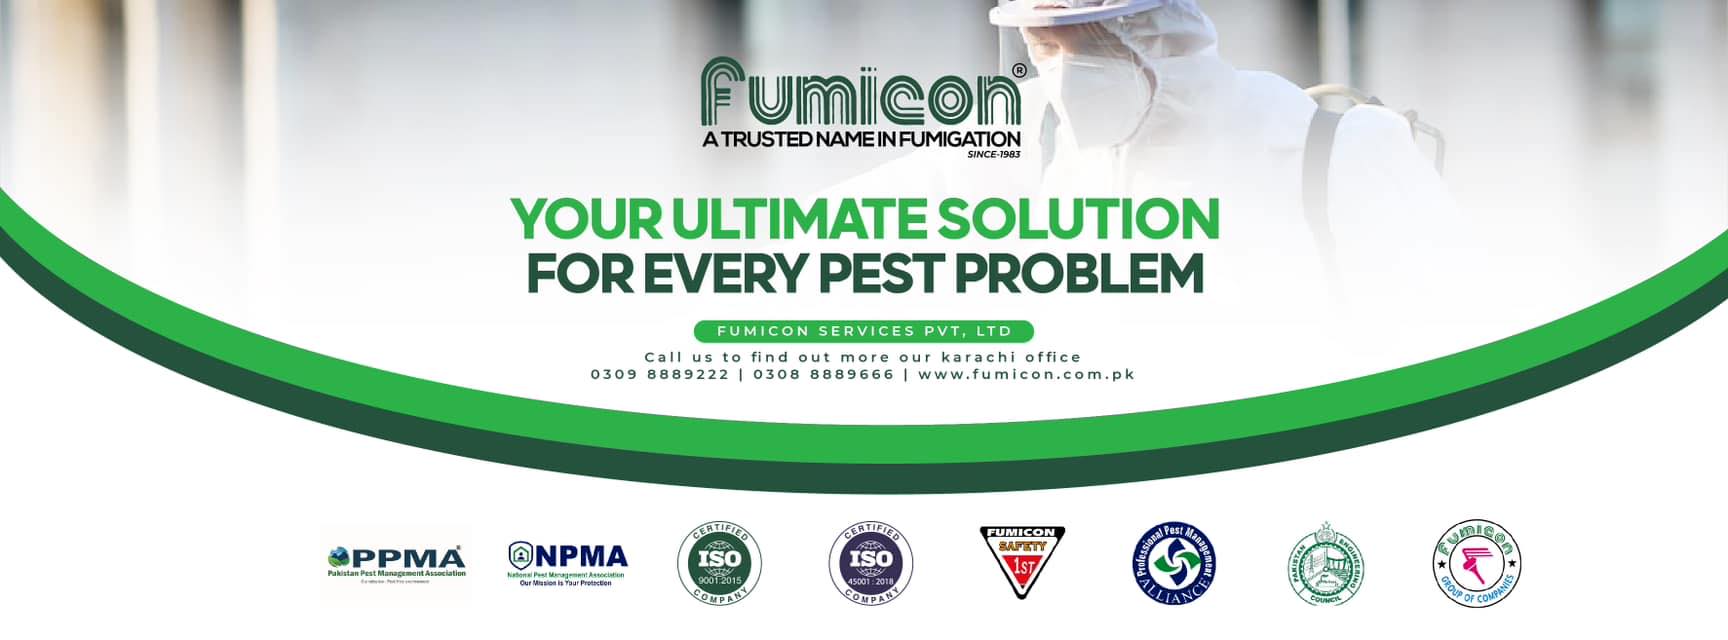 fumicon®
A TRUSTED NAME IN FUMIGATION
SINCE-1983
YOUR ULTIMATE SOLUTION
FOR EVERY PEST PROBLEM
FUMICON SERVICES PVT, LTD
Call us to find out more our karachi office
0309 8889222 | 0308 8889666 | www.fumicon.com.pk
PPMA
Pakistan Pest Management Association
NPMA
National Pest Management Association
Our Mission is Your Protection
CERTIFIED
ISO
9001:2015
COMPANY
CERTIFIED
ISO
45001 : 2018
COMPANY
FUMICON
SAFETY
1ST
Professional Pest Management
ALLIANCE
PAKISTAN ENGINEERING
COUNCIL
fumicon
GROUP OF COMPANIES